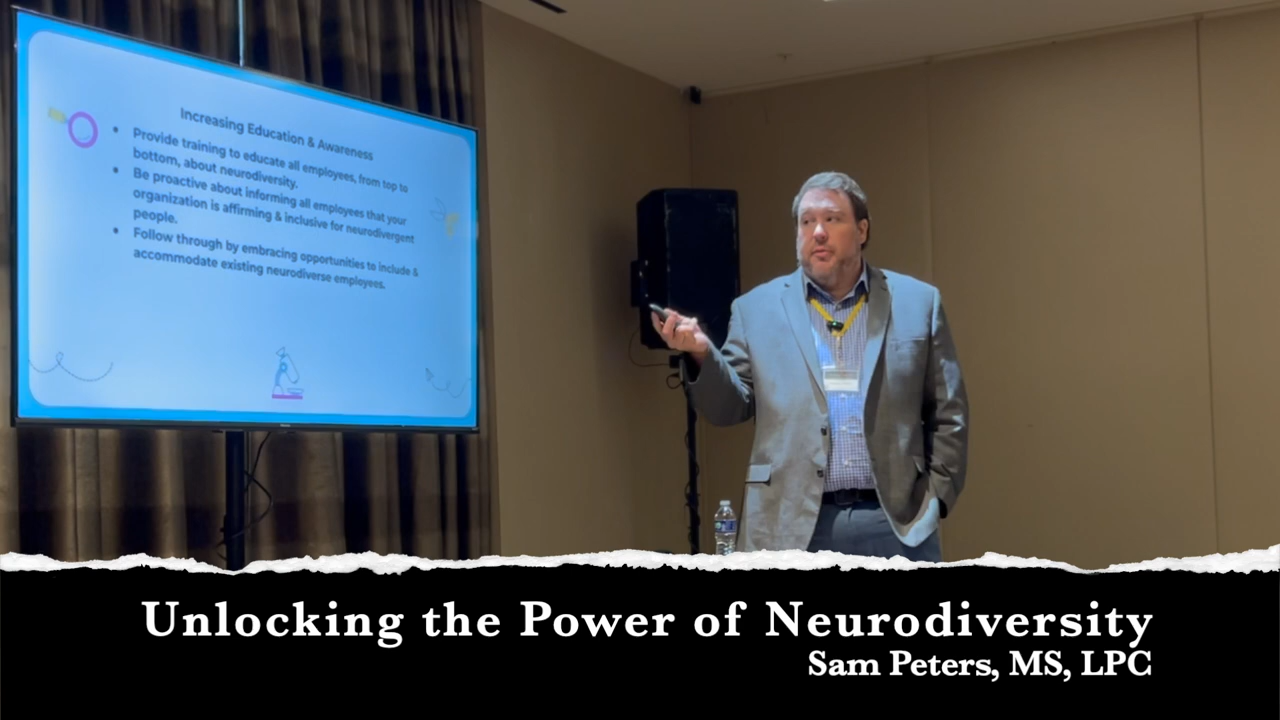 Increasing Education & Awareness
• Provide training to educate all employees, from top to
bottom, about neurodiversity.
• Be proactive about informing all employees that your
organization is affirming & inclusive for neurodivergent
people.
• Follow through by embracing opportunities to include &
accommodate existing neurodiverse employees.
Unlocking the Power of Neurodiversity
Sam Peters, MS, LPC